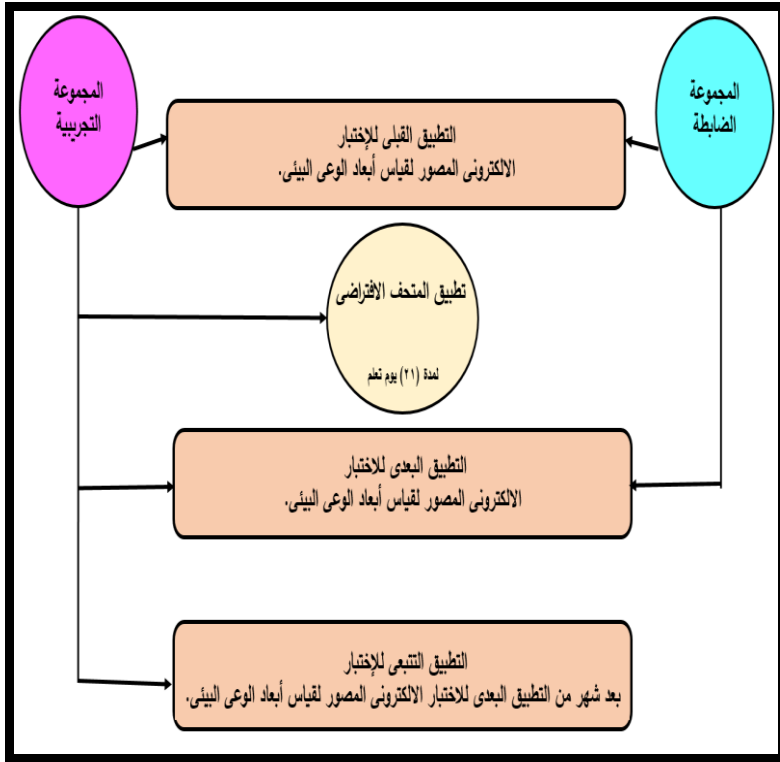 المجموعة
الضابطة
المجموعة
التجريبية
التطبيق القبلى للإختبار
الالكترونى المصور لقياس أبعاد الوعى البيئى.
تطبيق المتحف الافتراضى
لمدة (٢١) يوم تعلم
التطبيق البعدى للاختبار
الالكترونى المصور لقياس أبعاد الوعى البيئى.
التطبيق التتبعى للإختبار
بعد شهر من التطبيق البعدى للاختبار الالكترونى المصور لقياس أبعاد الوعى البيئى.